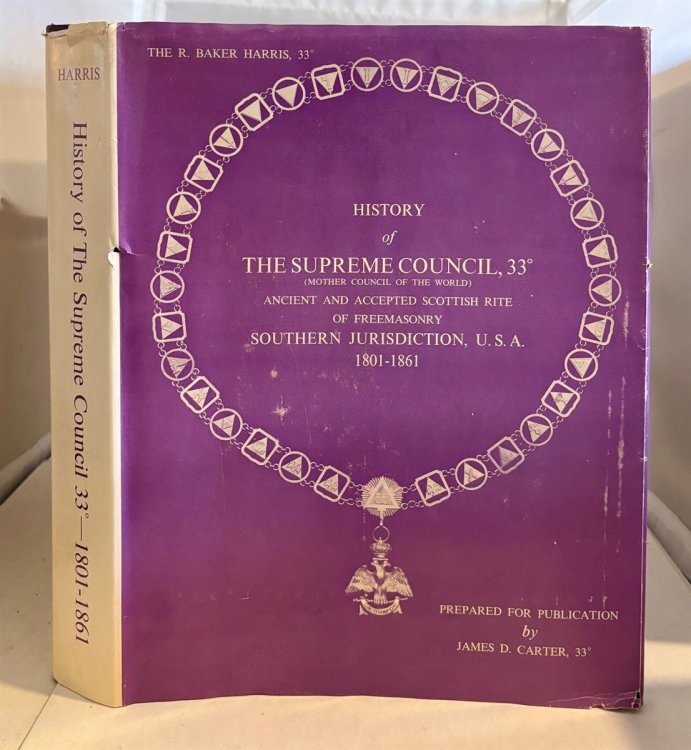 HARRIS
History of The Supreme Council 33°—1801-1861
THE R. BAKER HARRIS, 33°
HISTORY
of
THE SUPREME COUNCIL, 33°
(MOTHER COUNCIL OF THE WORLD)
ANCIENT AND ACCEPTED SCOTTISH RITE
OF FREEMASONRY
SOUTHERN JURISDICTION, U. S. A.
1801-1861
PREPARED FOR PUBLICATION
by
JAMES D. CARTER, 33°